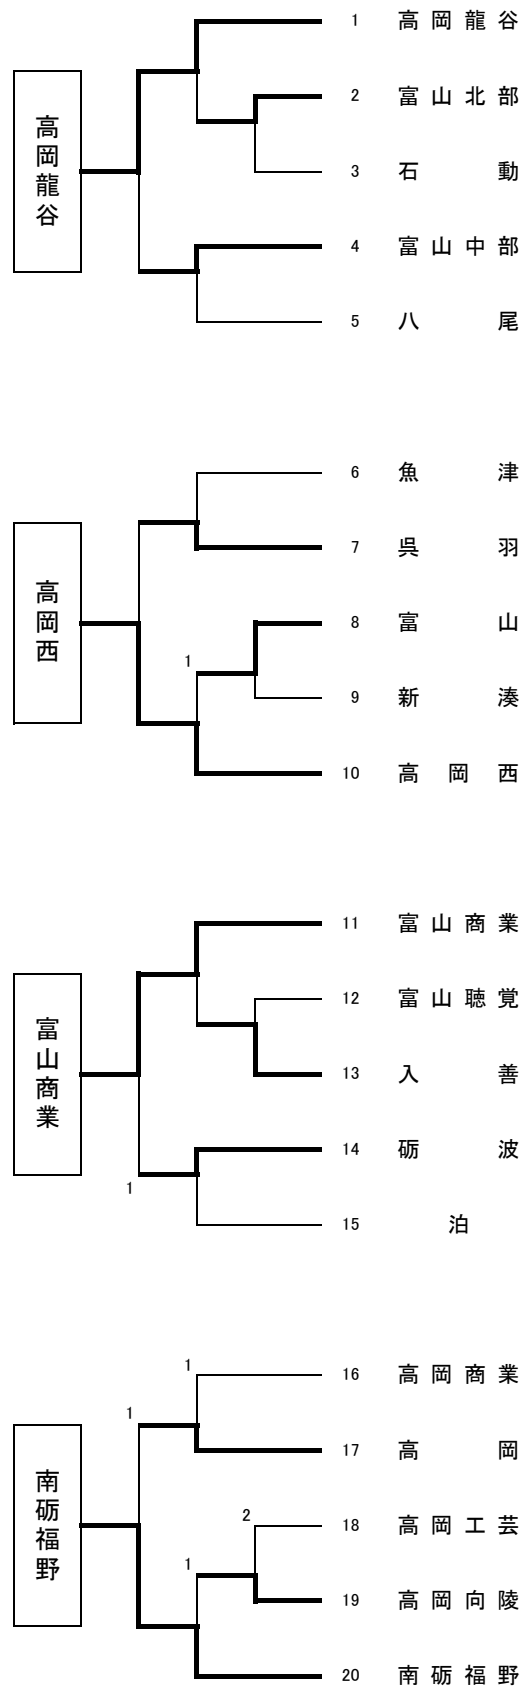 1 高岡龍谷
2 富山北部
高岡龍谷
3 石動
4 富山中部
5 八尾
6 魚津
7 呉羽
高岡西
8 富山
1
9 新湊
10 高岡西
11 富山商業
12 富山聴覚
富山商業
13 入善
14 砺波
1
15 泊
1
16 高岡商業
1
17 高岡
南砺福野
2
18 高岡工芸
1
19 高岡向陵
20 南砺福野